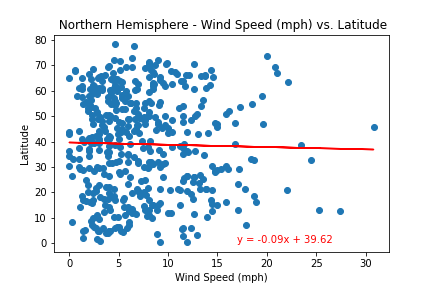 Northern Hemisphere - Wind Speed (mph) vs. Latitude
80
70
60
50
40
30
20
10
0
Latitude
y = -0.09x + 39.62
0 5 10 15 20 25 30
Wind Speed (mph)